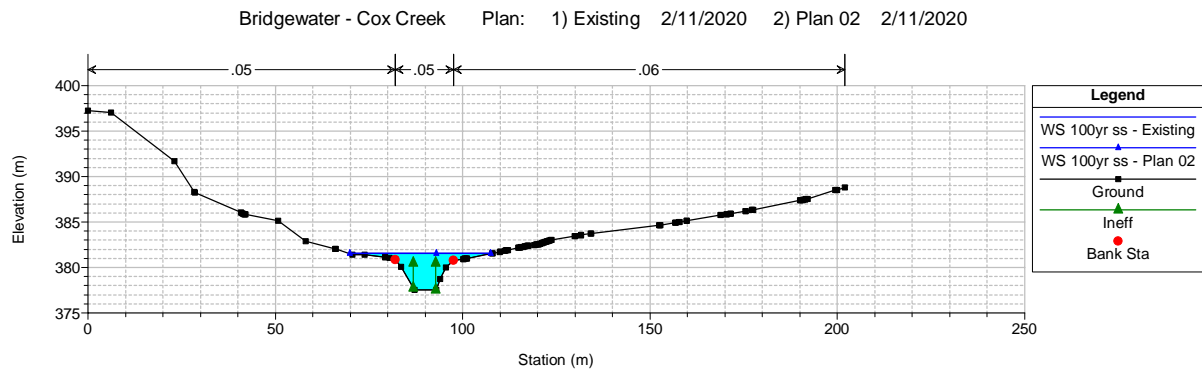 Bridgewater - Cox Creek Plan: 1) Existing 2/11/2020 2) Plan 02 2/11/2020
.05 .05 .06
400
395
390
385
380
375
Elevation (m)
0 50 100 150 200 250
Station (m)
Legend
WS 100yr ss - Existing
WS 100yr ss - Plan 02
Ground
Ineff
Bank Sta